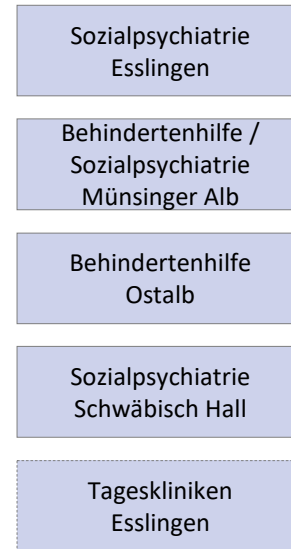 Sozialpsychiatrie
Esslingen
Behindertenhilfe /
Sozialpsychiatrie
Münsinger Alb
Behindertenhilfe
Ostalb
Sozialpsychiatrie
Schwäbisch Hall
Tageskliniken
Esslingen